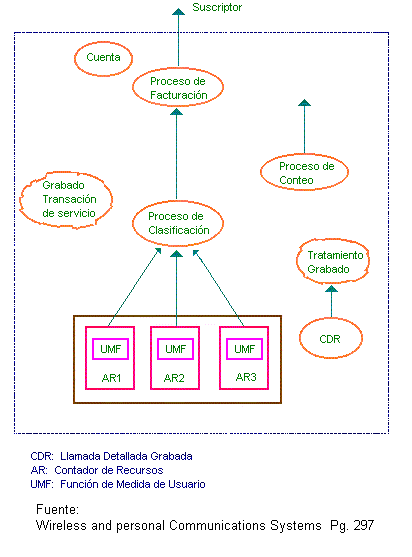 Suscriptor
Cuenta
Proceso de
Facturación
Proceso de
Conteo
Grabado
Transación
de servicio
Proceso de
Clasificación
Tratamiento
Grabado
UMF
UMF
UMF
CDR
AR1
AR2
AR3
CDR: Llamada Detallada Grabada
AR: Contador de Recursos
UMF: Función de Medida de Usuario
Fuente:
Wireless and personal Communications Systems Pg. 297